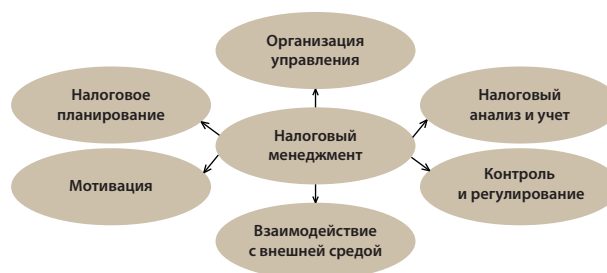 Организация
управления
Налоговое
планирование
Налоговый
анализ и учет
Налоговый
менеджмент
Мотивация
Контроль
и регулирование
Взаимодействие
с внешней средой